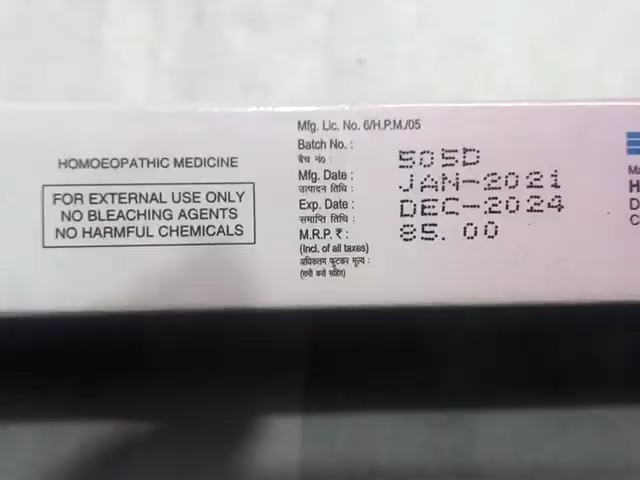 HOMOEOPATHIC MEDICINE
FOR EXTERNAL USE ONLY
NO BLEACHING AGENTS
NO HARMFUL CHEMICALS
Mfg. Lic. No. 6/H.P.M./05
Batch No. : 505D
बैच नं० :
Mfg. Date : JAN-2021
उत्पादन तिथि :
Exp. Date : DEC-2024
समाप्ति तिथि :
M.R.P. ₹ : 85.00
(Incl. of all taxes)
अधिकतम फुटकर मूल्य :
(सभी करों सहित)
Ma
H
D
C